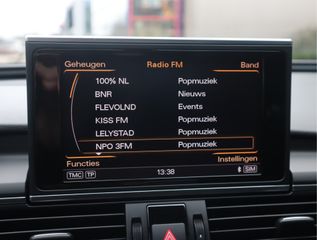 Geheugen Radio FM Band
100% NL Popmuziek
BNR Nieuws
FLEVOLND Events
KISS FM Popmuziek
LELYSTAD Popmuziek
NPO 3FM Popmuziek
Functies Instellingen
TMC TP 13:38 SIM